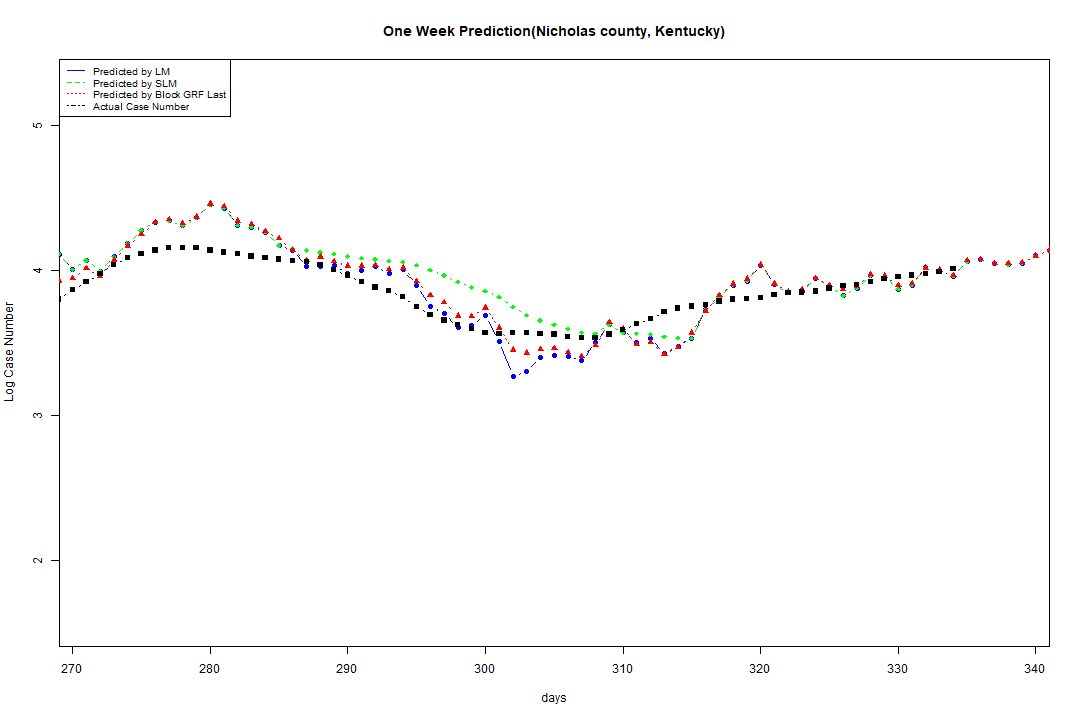 One Week Prediction(Nicholas county, Kentucky)
Predicted by LM
Predicted by SLM
Predicted by Block GRF Last
Actual Case Number
5
4
3
2
Log Case Number
270 280 290 300 310 320 330 340
days